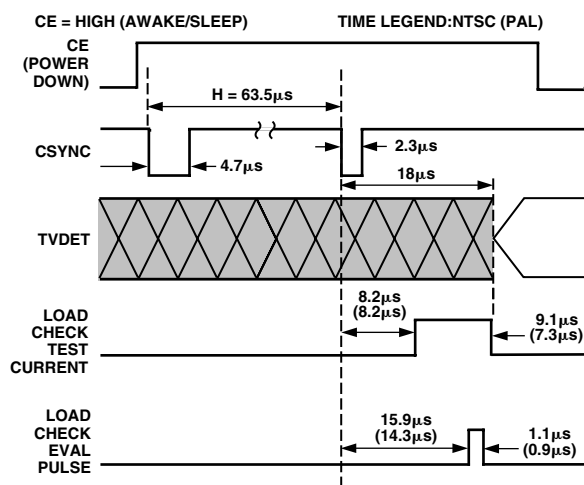 CE = HIGH (AWAKE/SLEEP)
TIME LEGEND:NTSC (PAL)
CE
(POWER
DOWN)
H = 63.5µs
CSYNC
4.7µs
2.3µs
18µs
TVDET
LOAD
CHECK
TEST
CURRENT
8.2µs
(8.2µs)
9.1µs
(7.3µs)
LOAD
CHECK
EVAL
PULSE
15.9µs
(14.3µs)
1.1µs
(0.9µs)